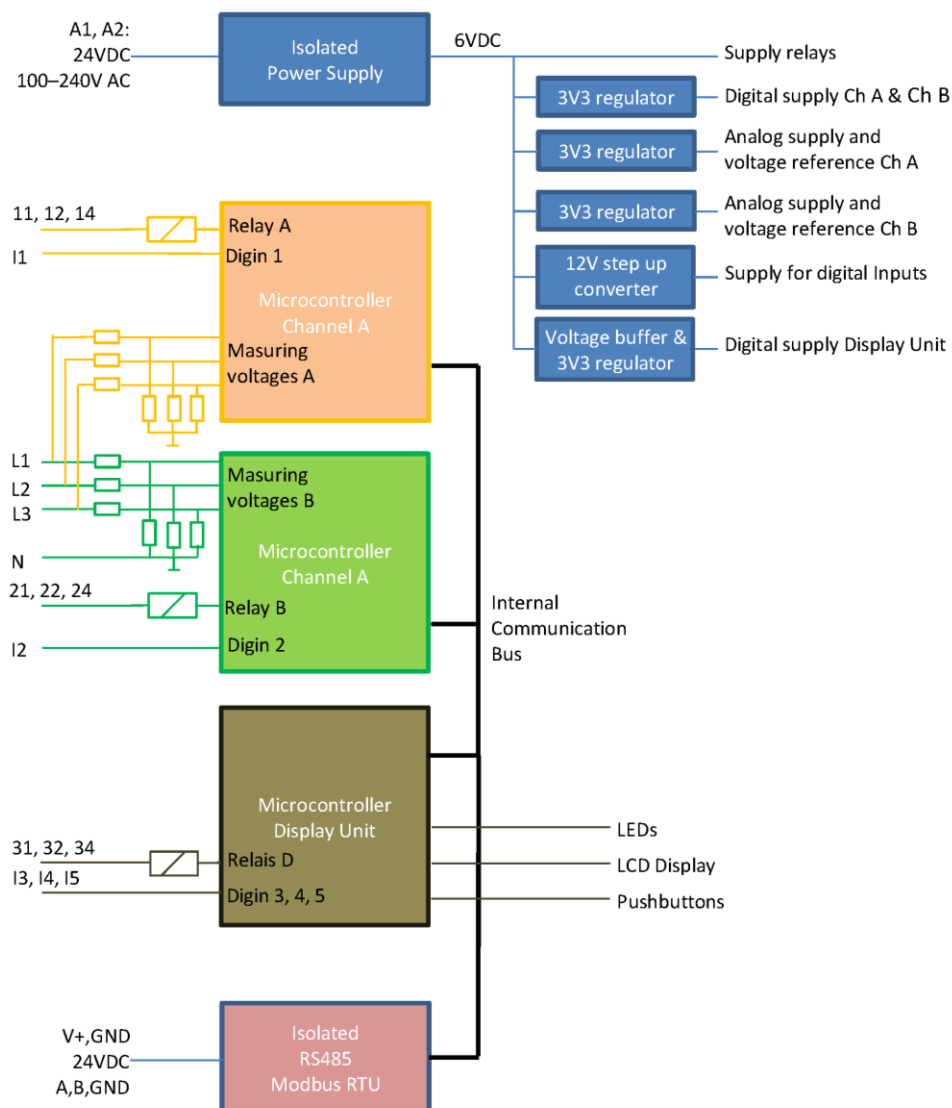 A1, A2:
24VDC
100–240V AC
Isolated
Power Supply
6VDC
Supply relays
3V3 regulator
Digital supply Ch A & Ch B
3V3 regulator
Analog supply and
voltage reference Ch A
3V3 regulator
Analog supply and
voltage reference Ch B
12V step up
converter
Supply for digital Inputs
Voltage buffer &
3V3 regulator
Digital supply Display Unit
11, 12, 14
I1
Relay A
Digin 1
Microcontroller
Channel A
Masuring
voltages A
L1
L2
L3
N
21, 22, 24
I2
Masuring
voltages B
Microcontroller
Channel A
Relay B
Digin 2
Internal
Communication
Bus
31, 32, 34
I3, I4, I5
Microcontroller
Display Unit
Relais D
Digin 3, 4, 5
LEDs
LCD Display
Pushbuttons
V+,GND
24VDC
A,B,GND
Isolated
RS485
Modbus RTU